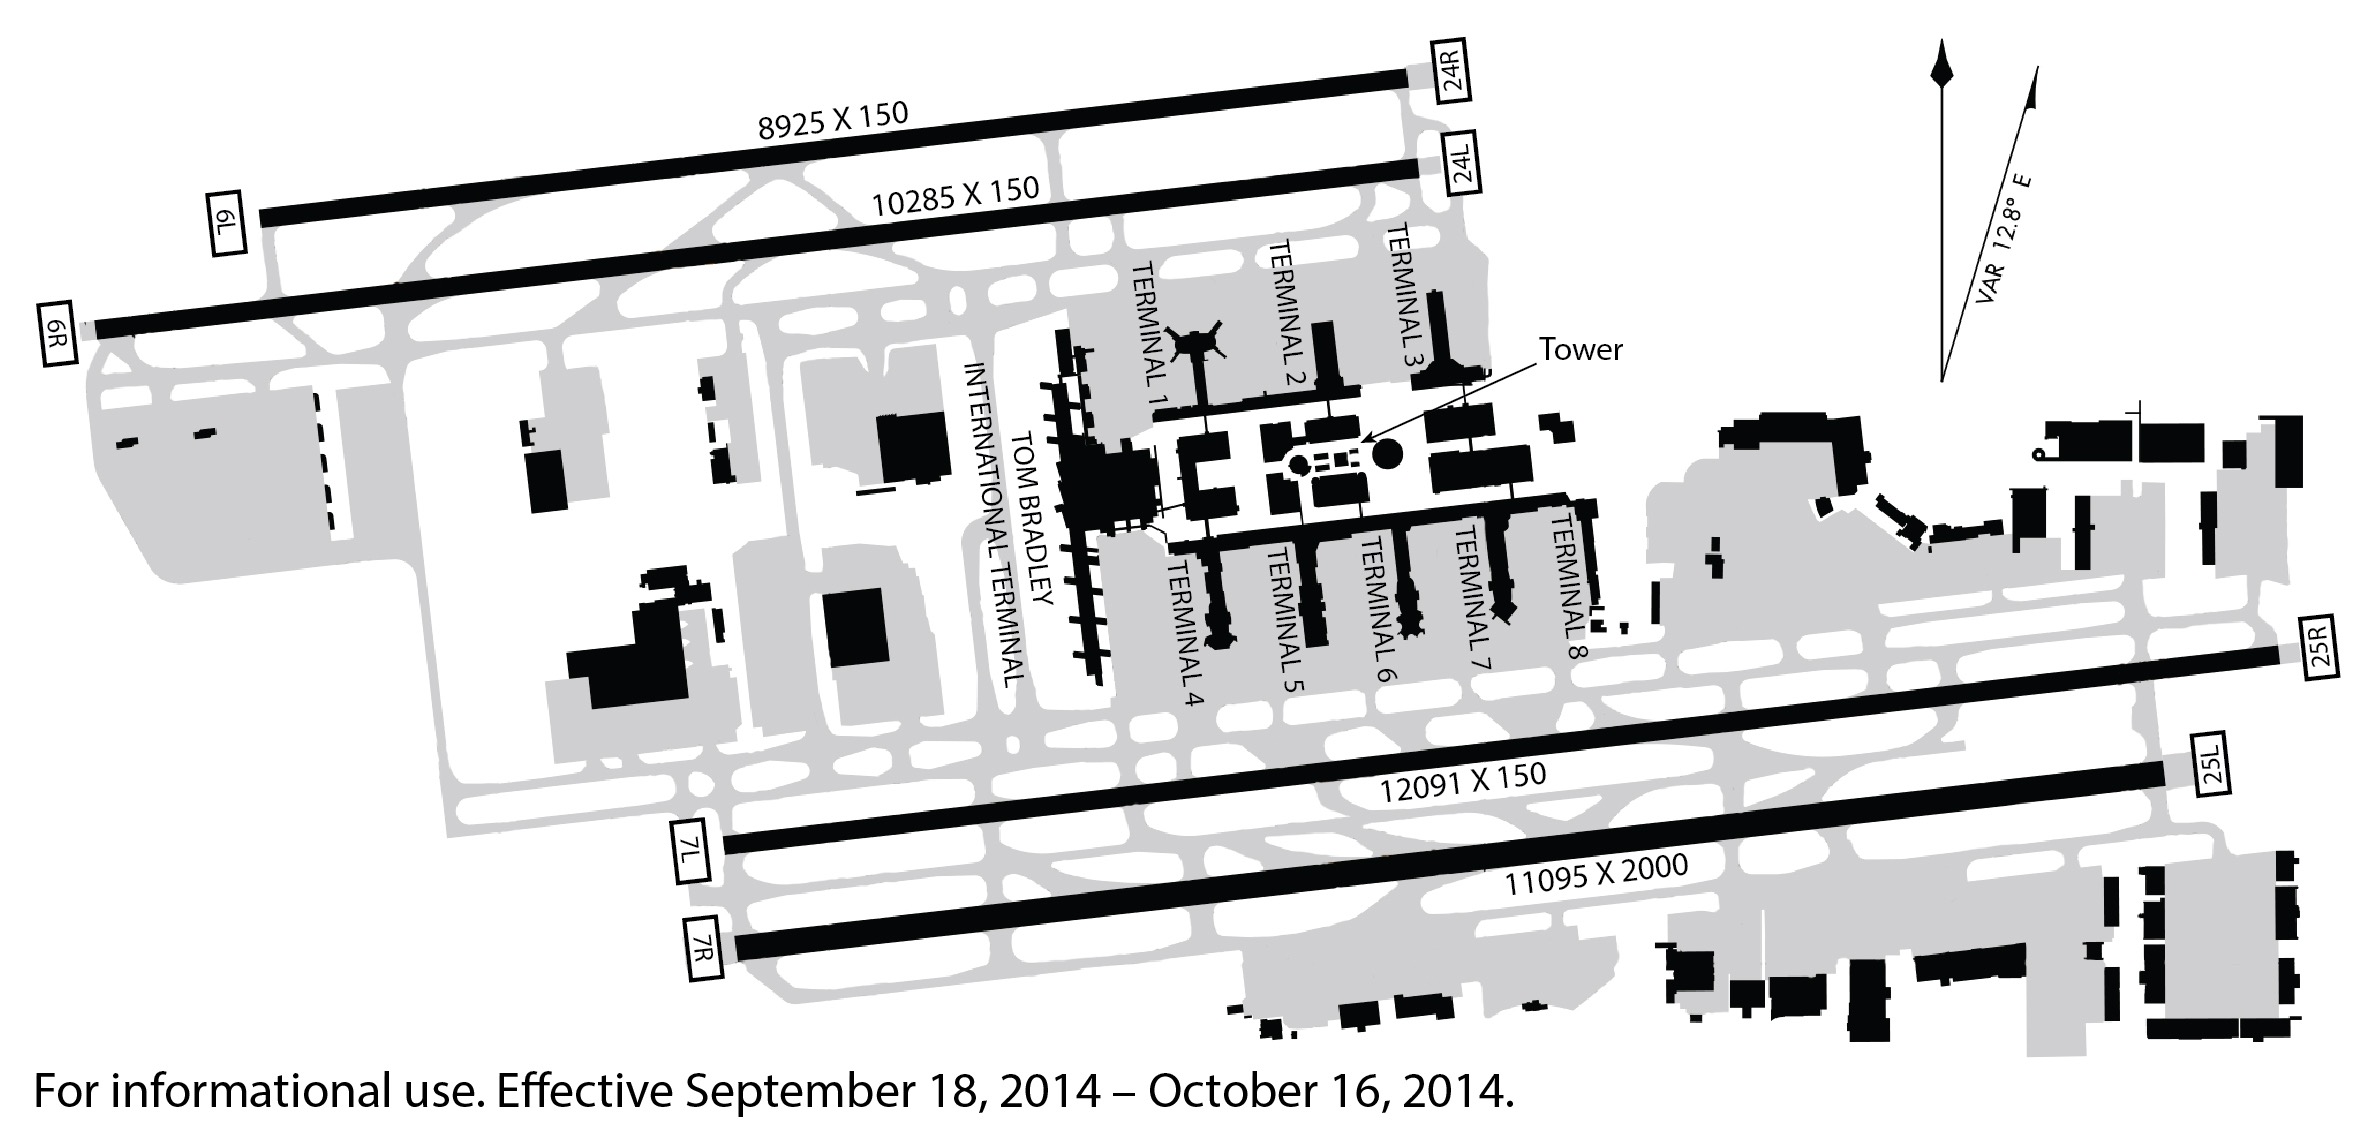 24R
8925 X 150
24L
6L
10285 X 150
6R
VAR 12.8° E
TERMINAL 1
TERMINAL 2
TERMINAL 3
Tower
TOM BRADLEY
INTERNATIONAL TERMINAL
TERMINAL 4
TERMINAL 5
TERMINAL 6
TERMINAL 7
TERMINAL 8
25R
12091 X 150
25L
7L
11095 X 2000
7R
For informational use. Effective September 18, 2014 – October 16, 2014.